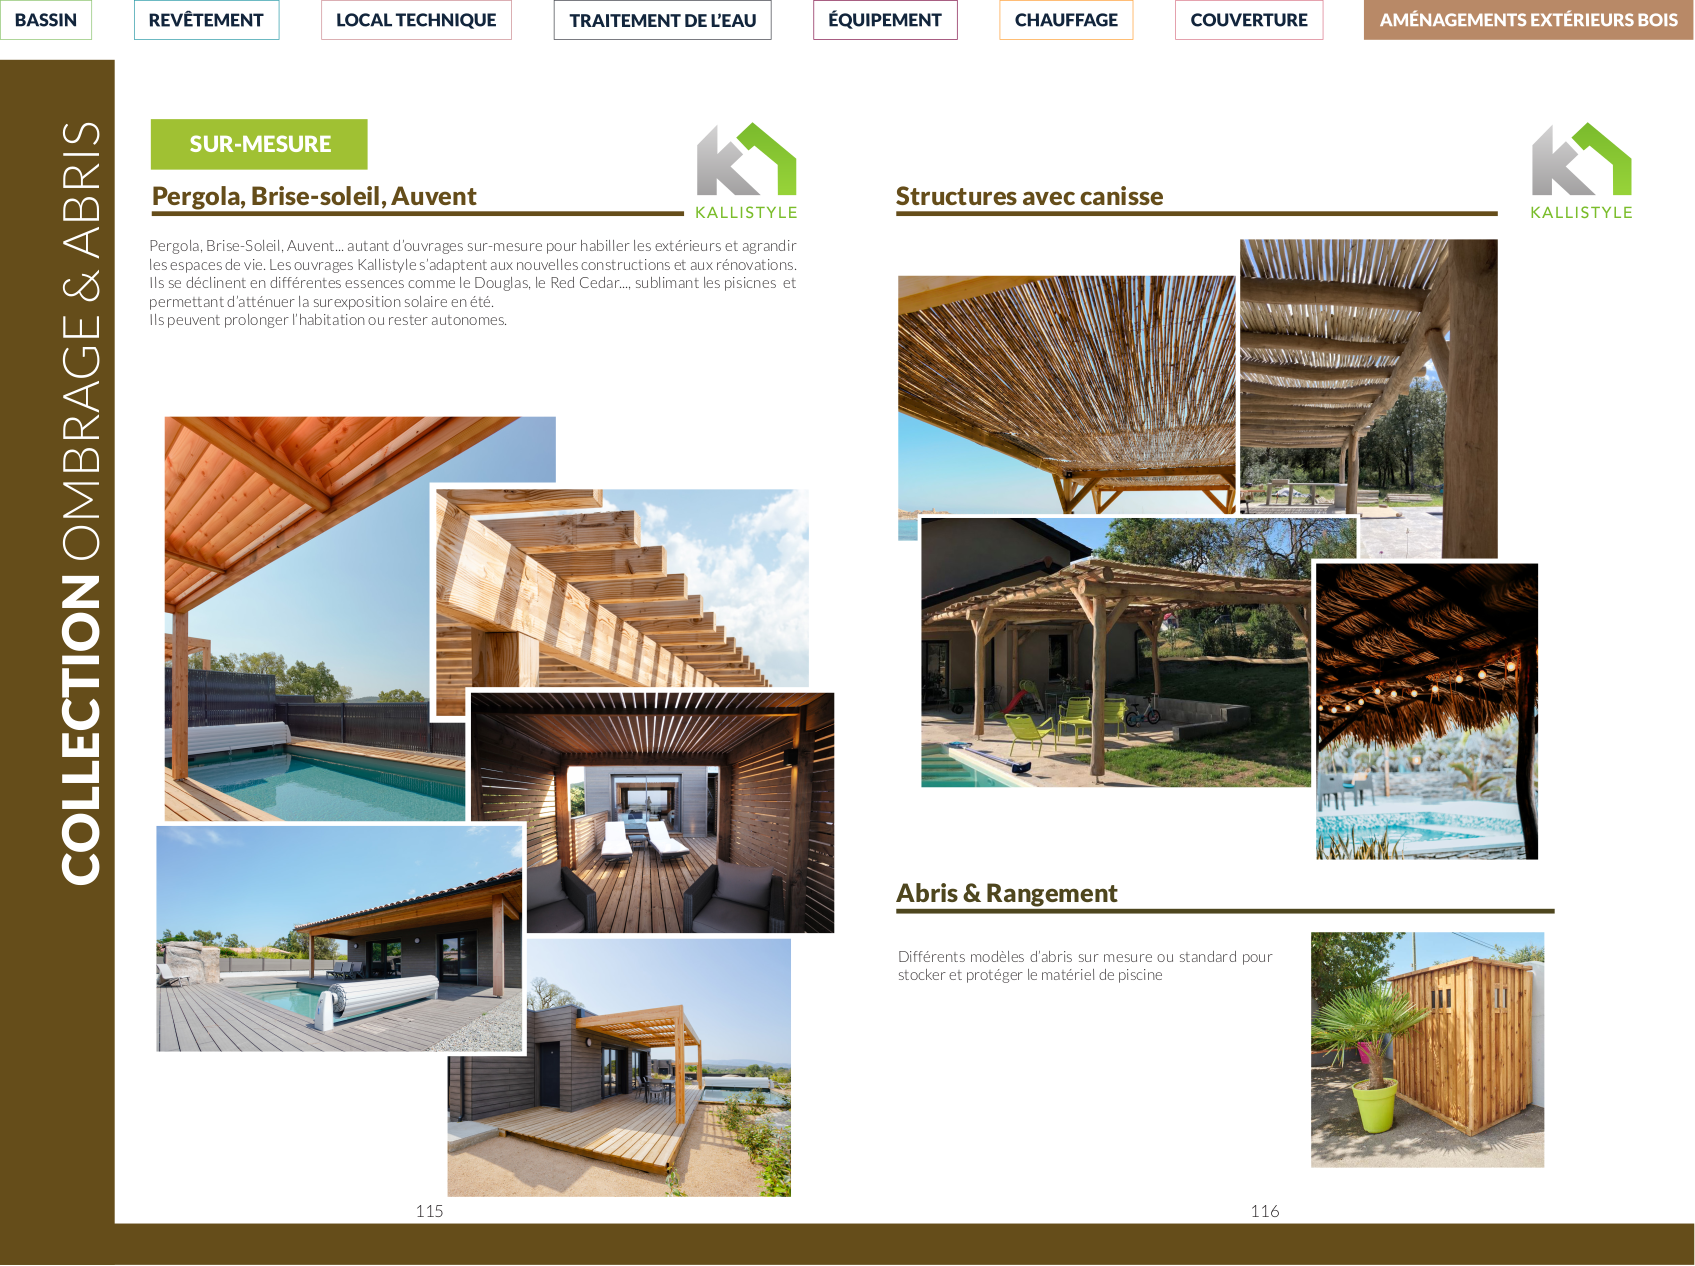 BASSIN
REVÊTEMENT
LOCAL TECHNIQUE
TRAITEMENT DE L'EAU
ÉQUIPEMENT
CHAUFFAGE
COUVERTURE
AMÉNAGEMENTS EXTÉRIEURS BOIS
COLLECTION OMBRAGE & ABRIS
SUR-MESURE
Pergola, Brise-soleil, Auvent
KALLISTYLE
Pergola, Brise-Soleil, Auvent... autant d'ouvrages sur-mesure pour habiller les extérieurs et agrandir
les espaces de vie. Les ouvrages Kallistyle s'adaptent aux nouvelles constructions et aux rénovations.
Ils se déclinent en différentes essences comme le Douglas, le Red Cedar..., sublimant les pisicnes et
permettant d'atténuer la surexposition solaire en été.
Ils peuvent prolonger l'habitation ou rester autonomes.
115
Structures avec canisse
KALLISTYLE
Abris & Rangement
Différents modèles d'abris sur mesure ou standard pour
stocker et protéger le matériel de piscine
116